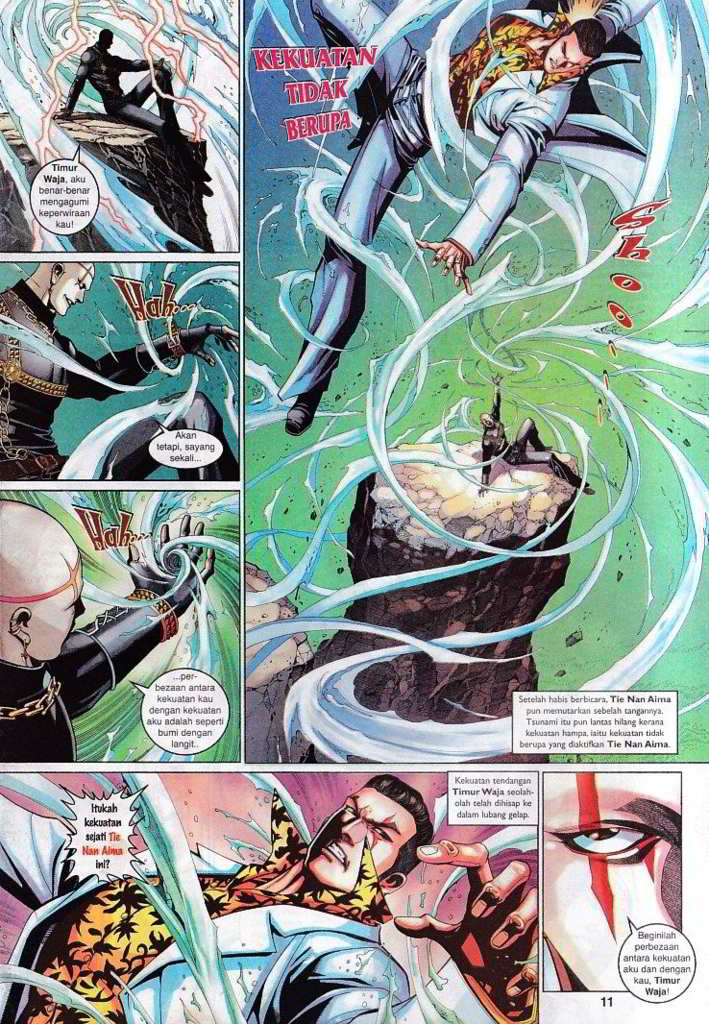 Timur
Waja, aku
benar-benar
mengagumi
keperwiraan
kau!
Hahaaa
Akan
tetapi, sayang
sekali...
Hahaaa
...per-
bezaan antara
kekuatan kau
dengan kekuatan
aku adalah seperti
bumi dengan
langit..
KEKUATAN
TIDAK
BERUPA
Shooo...
Setelah habis berbicara, Tie Nan Aima
pun memutarkan sebelah tangannya.
Tsunami itu pun lantas hilang kerana
kekuatan hampa, iaitu kekuatan tidak
berupa yang diaktifkan Tie Nan Aima.
Itukah
kekuatan
sejati Tie
Nan Aima
ini!?
Kekuatan tendangan
Timur Waja seolah-
olah telah dihisap ke
dalam lubang gelap.
Beginilah
perbezaan
antara kekuatan
aku dan dengan
kau, Timur
Waja!
11